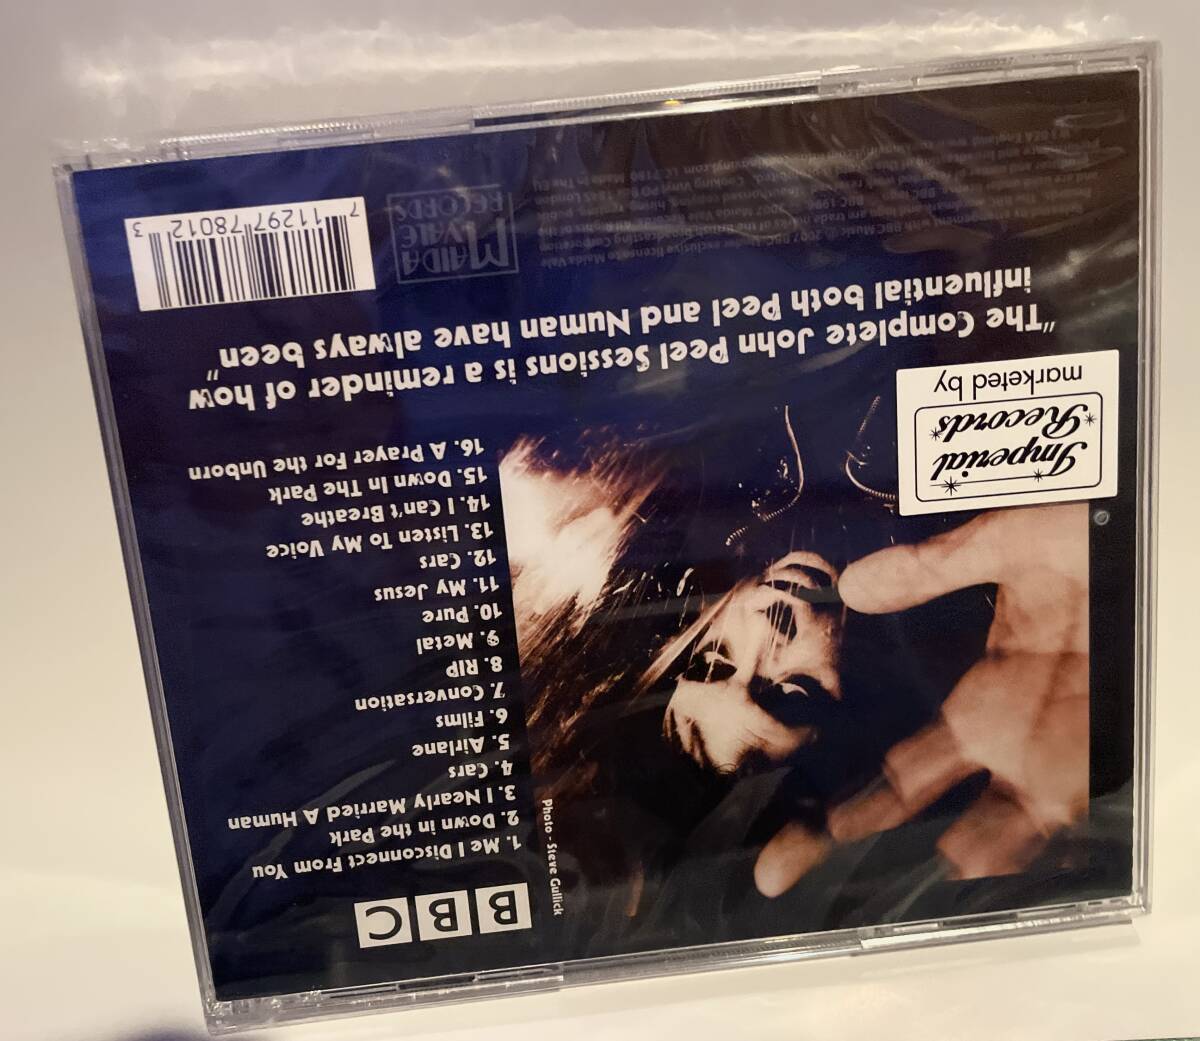 BBC
1. Me I Disconnect From You
2. Down in the Park
3. I Nearly Married A Human
4. Cars
5. Airlane
6. Films
7. Conversation
8. RIP
9. Metal
10. Pure
11. My Jesus
12. Cars
13. Listen To My Voice
14. I Can't Breathe
15. Down In The Park
16. A Prayer For the Unborn
Photo - Steve Gullick
marketed by
Imperial
Records
"The Complete John Peel Sessions is a reminder of how
influential both Peel and Numan have always been"
MAIDA
VALE
RECORDS
7 11297 78012 3